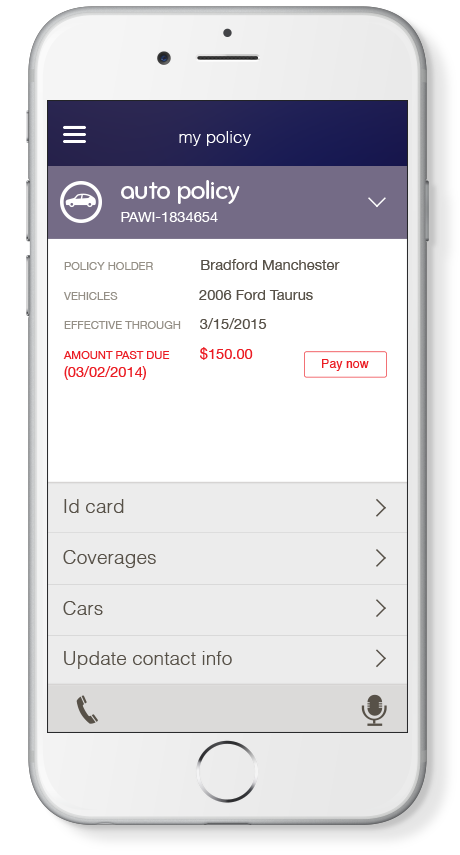 my policy
auto policy
PAWI-1834654
POLICY HOLDER Bradford Manchester
VEHICLES 2006 Ford Taurus
EFFECTIVE THROUGH 3/15/2015
AMOUNT PAST DUE $150.00
(03/02/2014) Pay now
Id card
Coverages
Cars
Update contact info